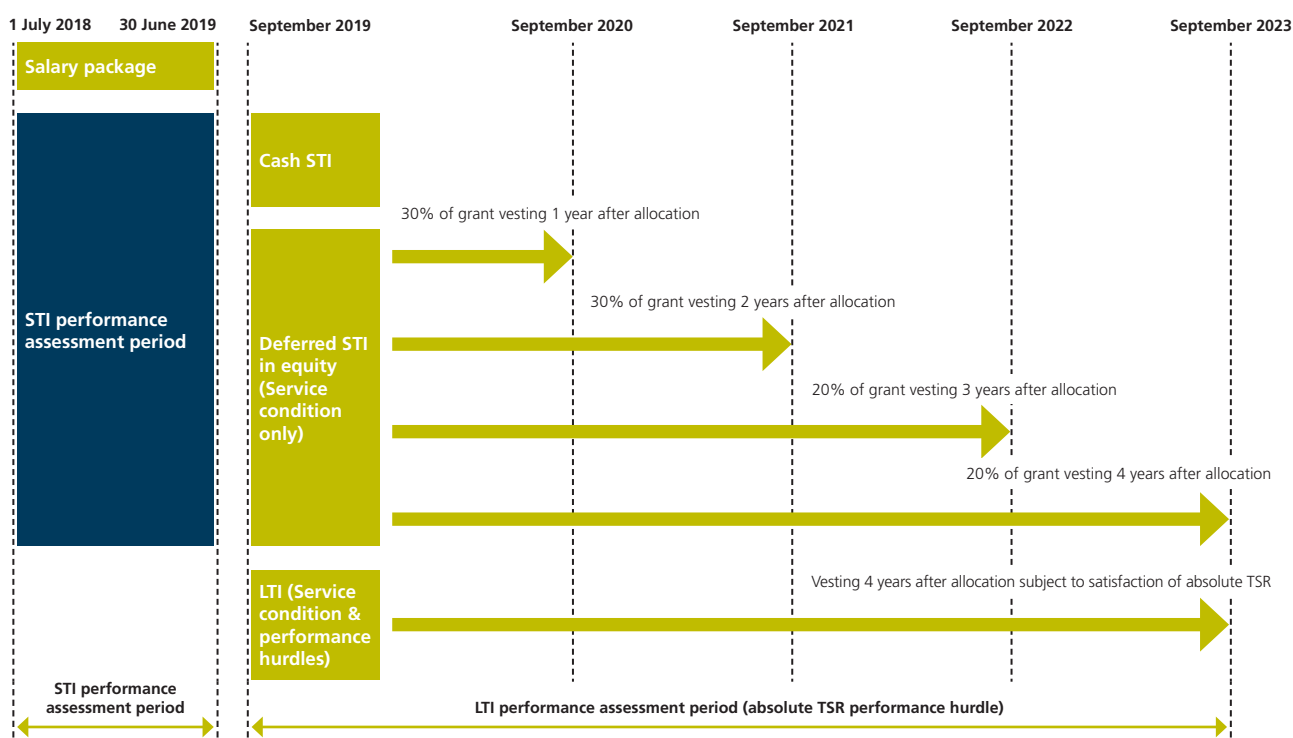 1 July 2018 30 June 2019 September 2019 September 2020 September 2021 September 2022 September 2023
Salary package
Cash STI
30% of grant vesting 1 year after allocation
30% of grant vesting 2 years after allocation
STI performance
assessment period
Deferred STI
in equity
(Service
condition
only)
20% of grant vesting 3 years after allocation
20% of grant vesting 4 years after allocation
Vesting 4 years after allocation subject to satisfaction of absolute TSR
LTI (Service
condition &
performance
hurdles)
STI performance
assessment period
LTI performance assessment period (absolute TSR performance hurdle)